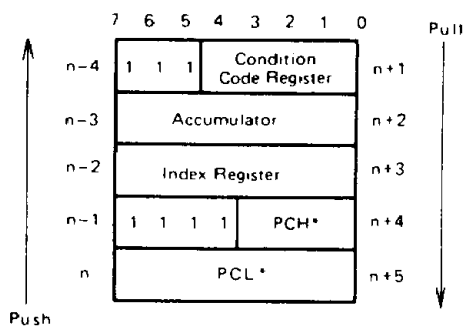 7 6 5 4 3 2 1 0
Pull
n-4 1 1 1 Condition Code Register n+1
n-3 Accumulator n+2
n-2 Index Register n+3
n-1 1 1 1 1 PCH* n+4
n PCL* n+5
Push